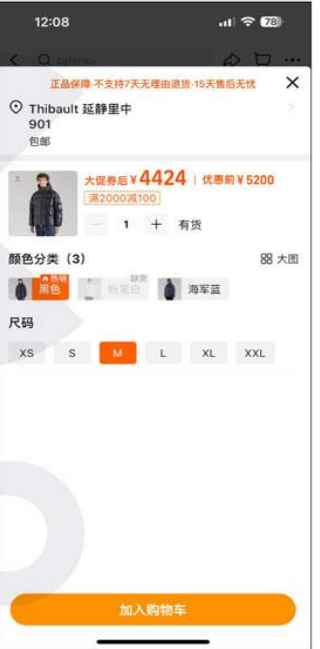 12:08
78
正品保障·不支持7天无理由退货·15天售后无忧
Thibault 延静里中
901
包邮
大促券后¥4424 | 优惠前¥5200
满2000减100
1
有货
颜色分类（3）
大图
热销
黑色
缺货
粉笔白
海军蓝
尺码
XS S M L XL XXL
加入购物车